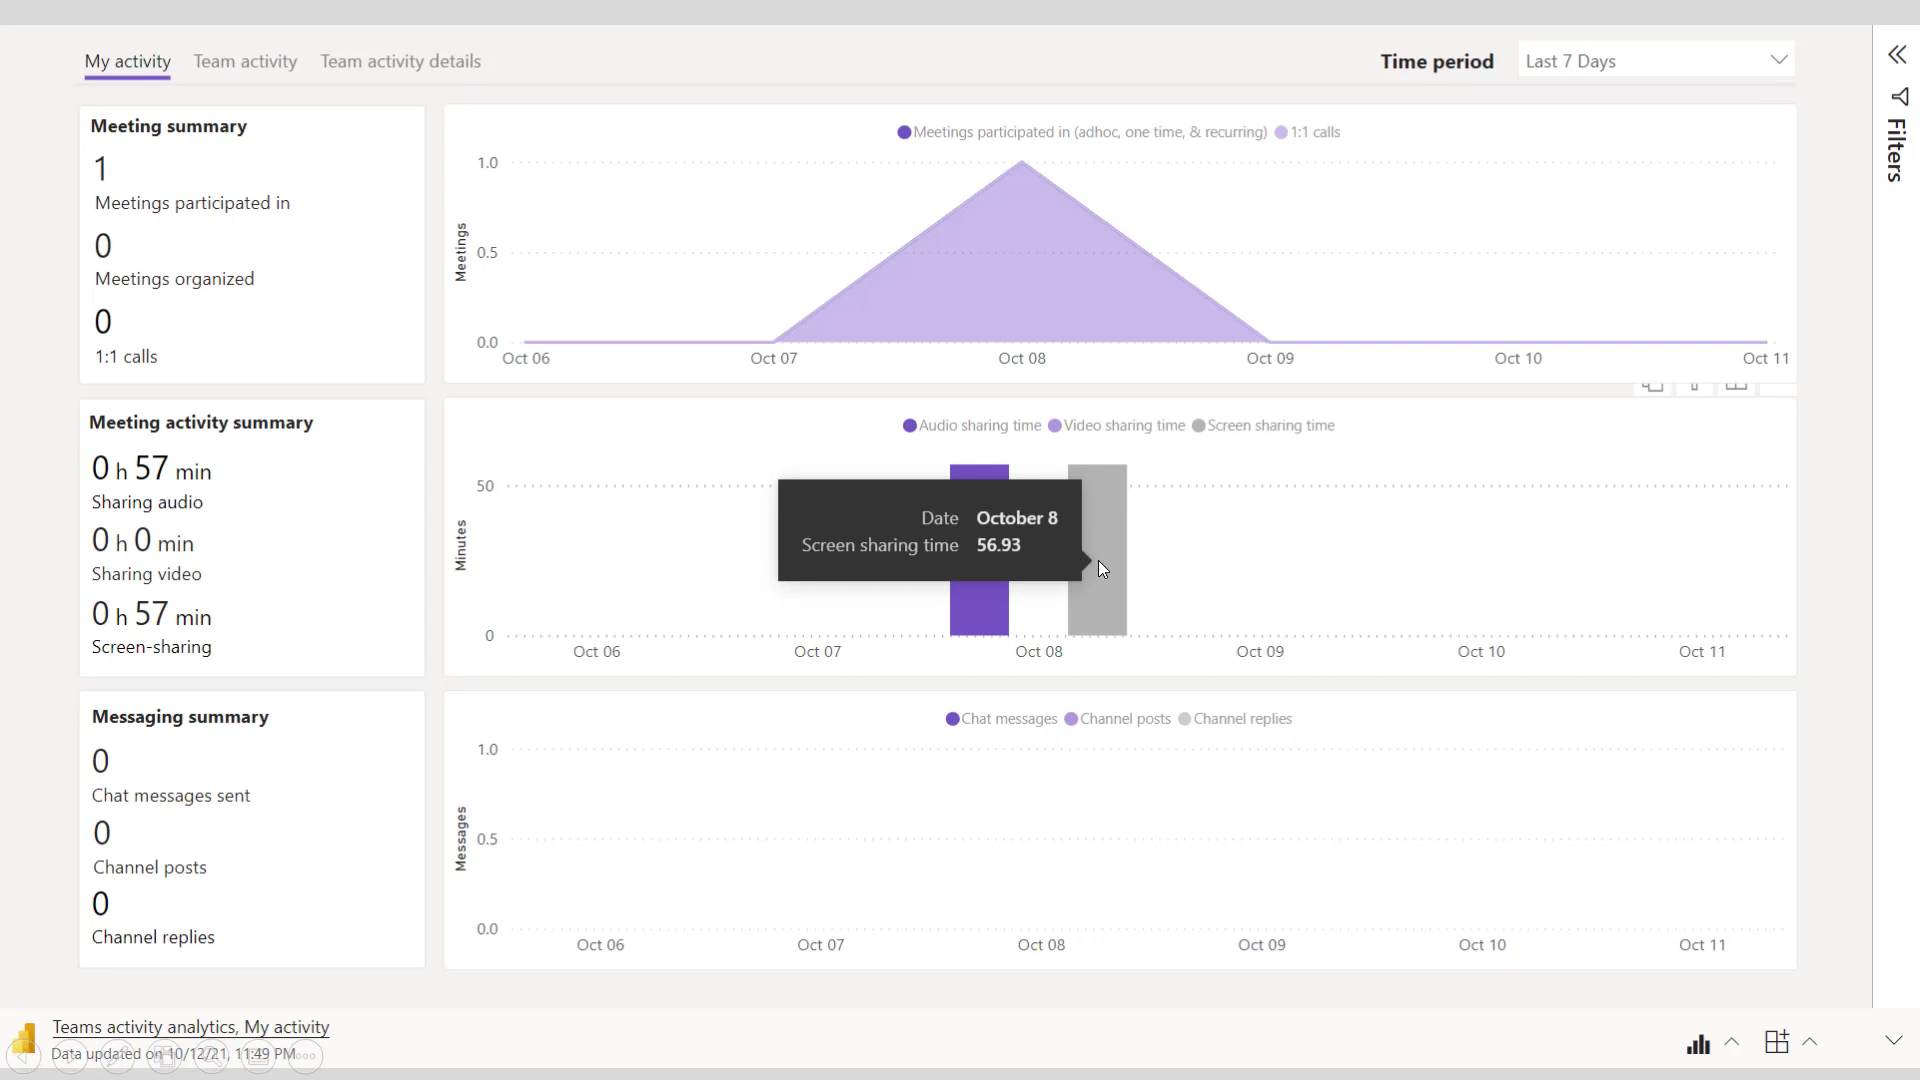 My activity
Team activity
Team activity details
Time period
Last 7 Days
Filters
Meeting summary
1
Meetings participated in
0
Meetings organized
0
1:1 calls
Meetings participated in (adhoc, one time, & recurring) 1:1 calls
Meetings
1.0
0.5
0.0
Oct 06 Oct 07 Oct 08 Oct 09 Oct 10 Oct 11
Meeting activity summary
0 h 57 min
Sharing audio
0 h 0 min
Sharing video
0 h 57 min
Screen-sharing
Audio sharing time Video sharing time Screen sharing time
Minutes
50
0
Date October 8
Screen sharing time 56.93
Oct 06 Oct 07 Oct 08 Oct 09 Oct 10 Oct 11
Messaging summary
0
Chat messages sent
0
Channel posts
0
Channel replies
Chat messages Channel posts Channel replies
Messages
1.0
0.5
0.0
Oct 06 Oct 07 Oct 08 Oct 09 Oct 10 Oct 11
Teams activity analytics, My activity
Data updated on 10/12/21, 11:49 PM